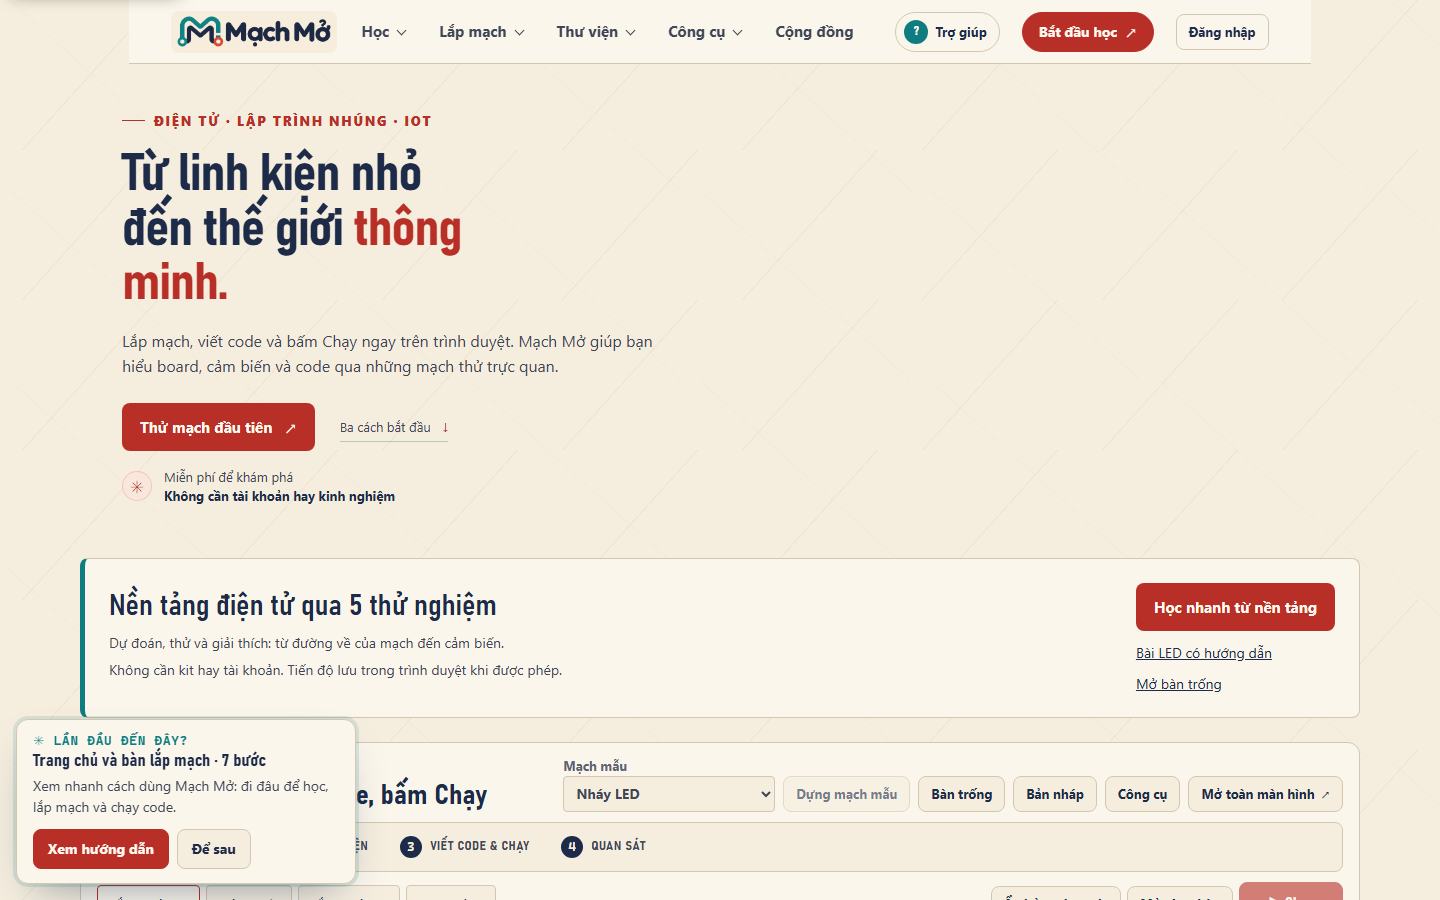 Mạch Mở
Học
Lắp mạch
Thư viện
Công cụ
Cộng đồng
? Trợ giúp
Bắt đầu học ↗
Đăng nhập
ĐIỆN TỬ · LẬP TRÌNH NHÚNG · IOT
Từ linh kiện nhỏ
đến thế giới thông
minh.
Lắp mạch, viết code và bấm Chạy ngay trên trình duyệt. Mạch Mở giúp bạn
hiểu board, cảm biến và code qua những mạch thử trực quan.
Thử mạch đầu tiên ↗
Ba cách bắt đầu ↓
Miễn phí để khám phá
Không cần tài khoản hay kinh nghiệm
Nền tảng điện tử qua 5 thử nghiệm
Dự đoán, thử và giải thích: từ đường về của mạch đến cảm biến.
Không cần kit hay tài khoản. Tiến độ lưu trong trình duyệt khi được phép.
Học nhanh từ nền tảng
Bài LED có hướng dẫn
Mở bàn trống
✳ LẦN ĐẦU ĐẾN ĐÂY?
Trang chủ và bàn lắp mạch · 7 bước
Xem nhanh cách dùng Mạch Mở: đi đâu để học,
lắp mạch và chạy code.
Xem hướng dẫn
Để sau
e, bấm Chạy
Mạch mẫu
Nháy LED
Dựng mạch mẫu
Bàn trống
Bản nháp
Công cụ
Mở toàn màn hình ↗
3 VIẾT CODE & CHẠY
4 QUAN SÁT